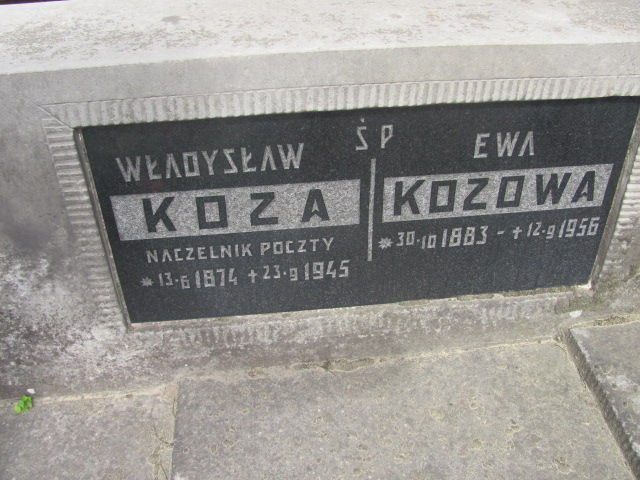 ŚP
WŁADYSŁAW
KOZA
NACZELNIK POCZTY
* 13·6 1874 + 23·9 1945
EWA
KOZOWA
* 30·10 1883 - + 12·9 1956